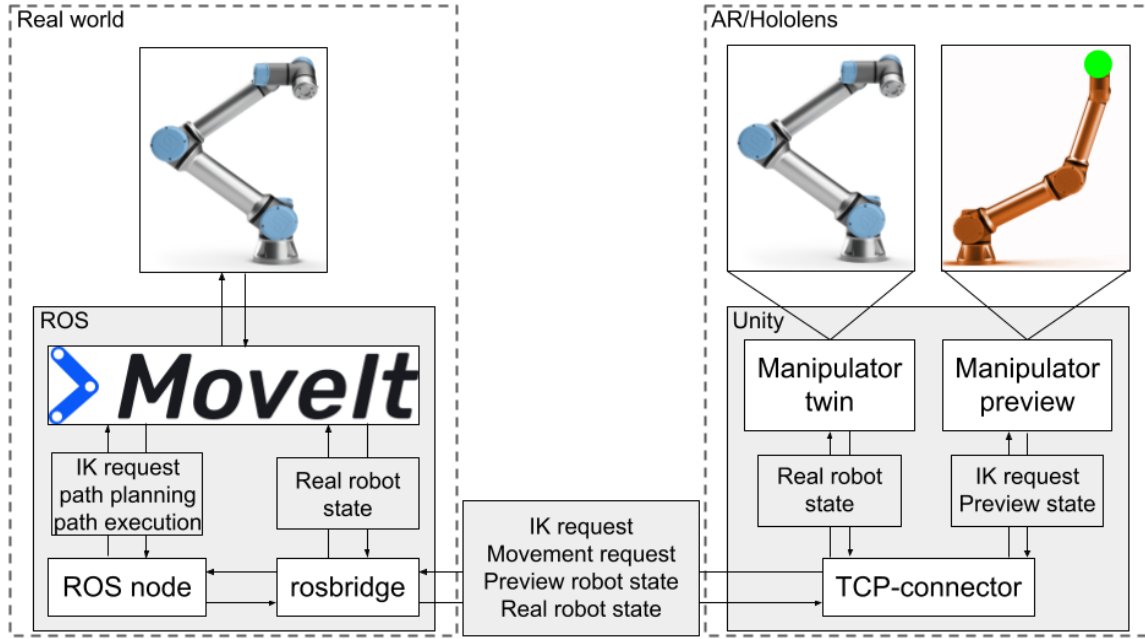 Real world
AR/Hololens
ROS
MoveIt
IK request
path planning
path execution
Real robot
state
ROS node
rosbridge
IK request
Movement request
Preview robot state
Real robot state
Unity
Manipulator
twin
Manipulator
preview
Real robot
state
IK request
Preview state
TCP-connector